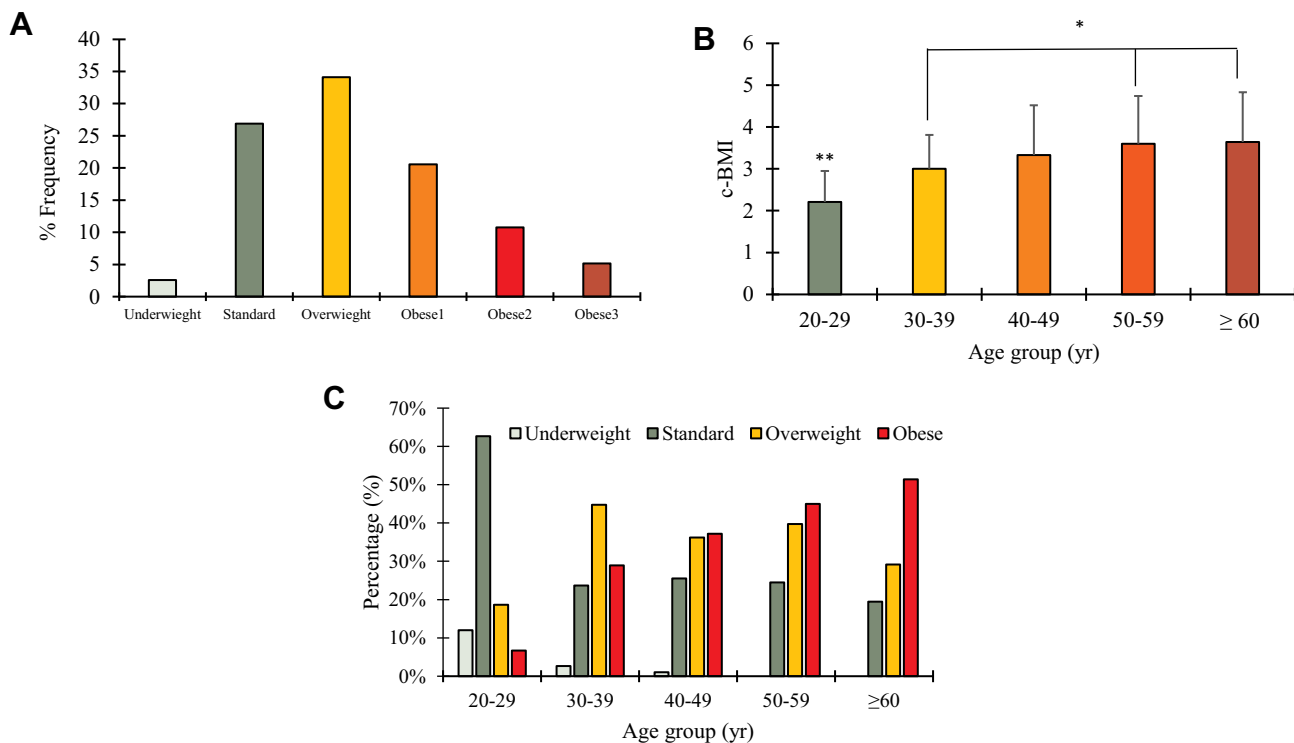 A
% Frequency
40
35
30
25
20
15
10
5
0
Underwieght Standard Overwieght Obese1 Obese2 Obese3
B
c-BMI
6
5
4
3
2
1
0
*
**
20-29 30-39 40-49 50-59 ≥ 60
Age group (yr)
C
Percentage (%)
70%
60%
50%
40%
30%
20%
10%
0%
Underweight Standard Overweight Obese
20-29 30-39 40-49 50-59 ≥60
Age group (yr)